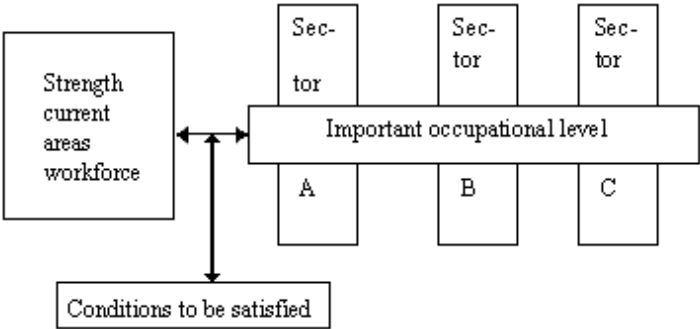 Strength
current
areas
workforce
Sec-
tor
Sec-
tor
Sec-
tor
Important occupational level
A
B
C
Conditions to be satisfied